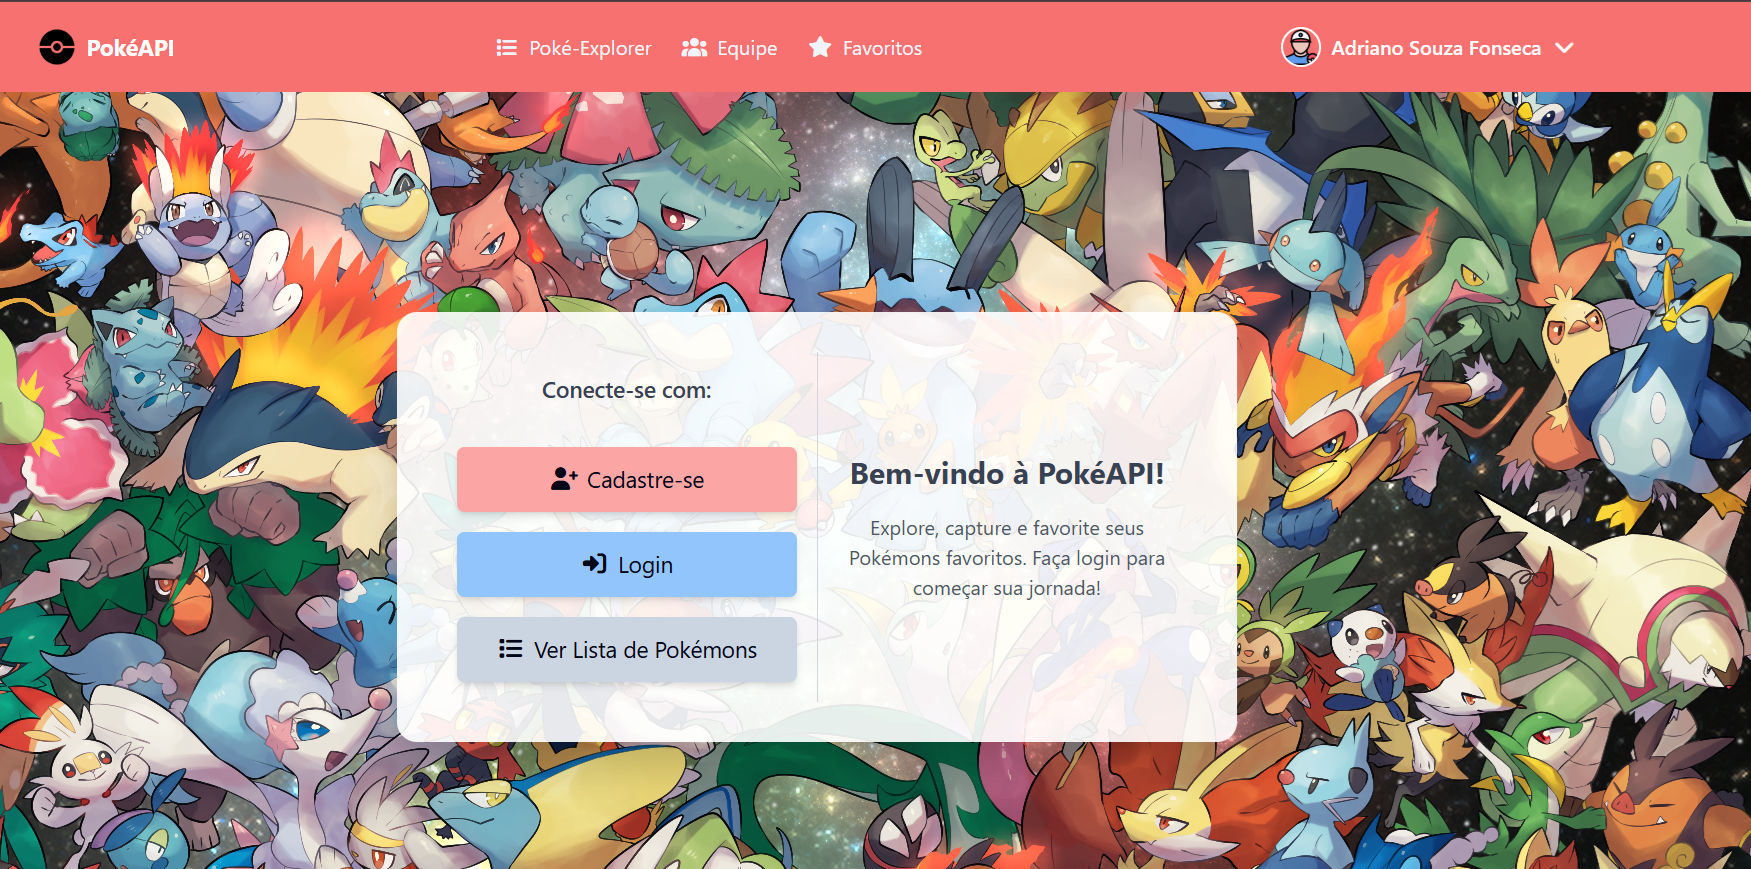 PokéAPI
Poké-Explorer
Equipe
Favoritos
Adriano Souza Fonseca
Conecte-se com:
Cadastre-se
Login
Ver Lista de Pokémons
Bem-vindo à PokéAPI!
Explore, capture e favorite seus
Pokémons favoritos. Faça login para
começar sua jornada!